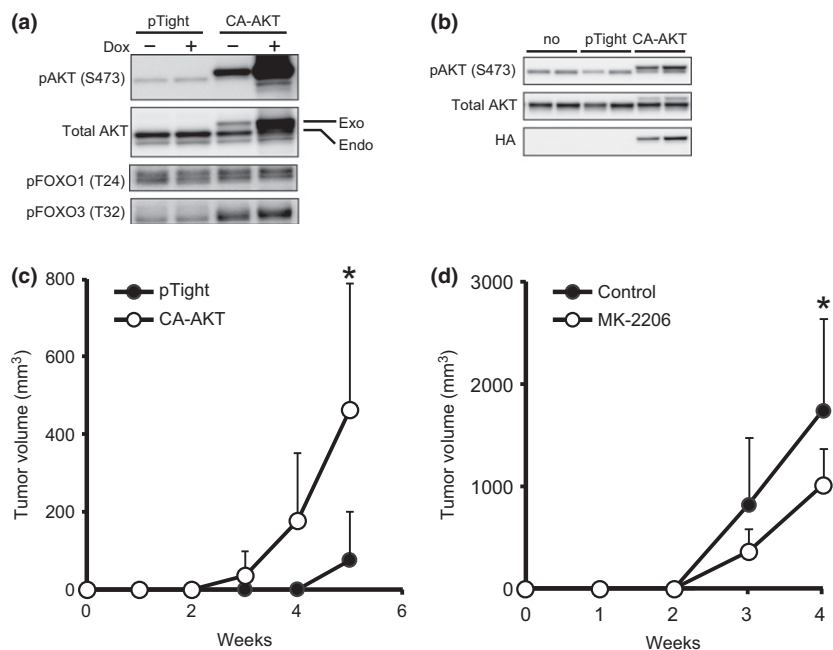 (a)
pTight CA-AKT
Dox − + − +
pAKT (S473)
Total AKT
Exo
Endo
pFOXO1 (T24)
pFOXO3 (T32)
(b)
no pTight CA-AKT
pAKT (S473)
Total AKT
HA
(c)
800
600
400
200
0
0 2 4 6
Tumor volume (mm³)
Weeks
pTight
CA-AKT
*
(d)
3000
2000
1000
0
0 1 2 3 4
Tumor volume (mm³)
Weeks
Control
MK-2206
*